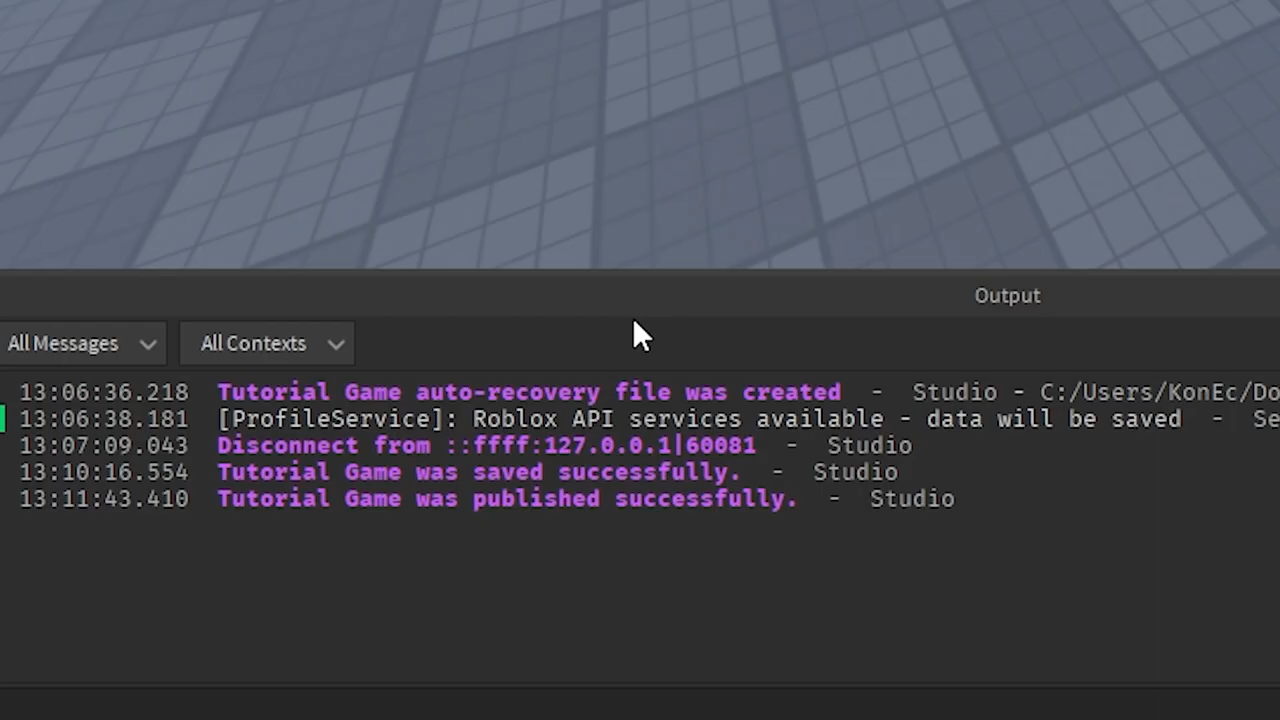 Output
All Messages All Contexts
13:06:36.218 Tutorial Game auto-recovery file was created - Studio - C:/Users/KonEc/Do
13:06:38.181 [ProfileService]: Roblox API services available - data will be saved - Se
13:07:09.043 Disconnect from ::ffff:127.0.0.1|60081 - Studio
13:10:16.554 Tutorial Game was saved successfully. - Studio
13:11:43.410 Tutorial Game was published successfully. - Studio